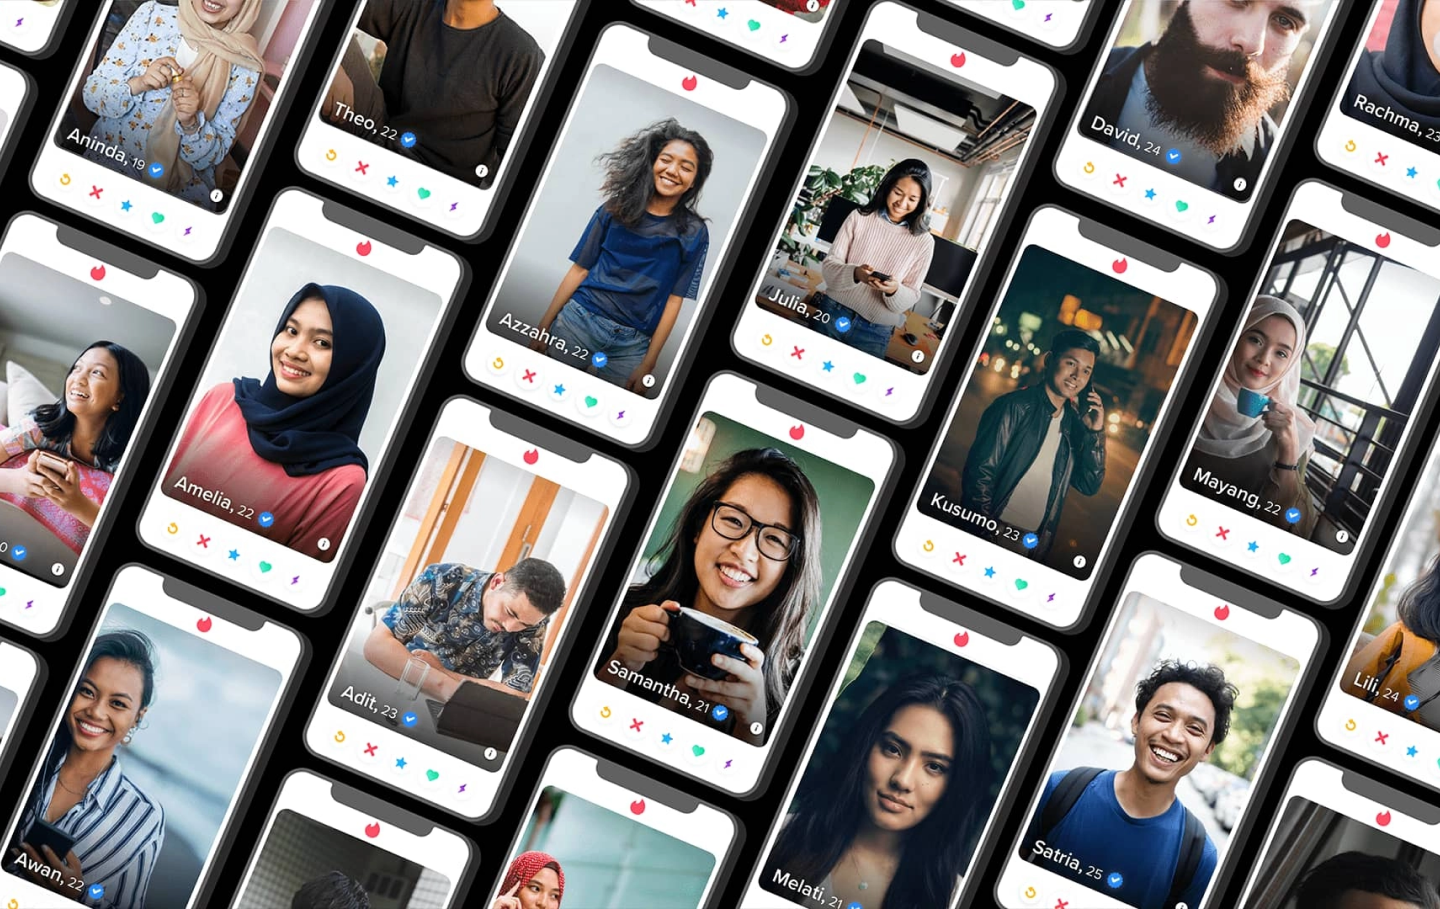 Aninda, 19
Theo, 22
David, 24
Rachma, 23
Azzahra, 22
Julia, 20
Amelia, 22
Kusumo, 23
Mayang, 22
Adit, 23
Samantha, 21
Lili, 24
Awan, 22
Melati, 21
Satria, 25